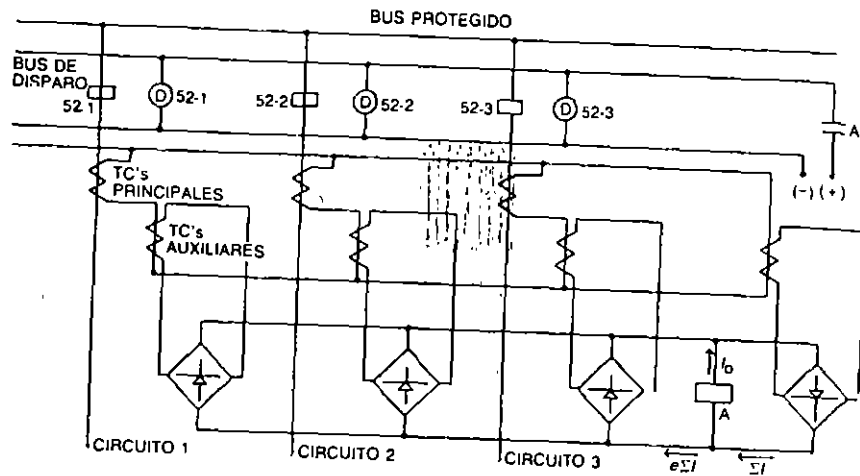 BUS PROTEGIDO
BUS DE
DISPARO
52-1
D
52-1
52-2
D
52-2
52-3
D
52-3
A
(-) (+)
TC's
PRINCIPALES
TC's
AUXILIARES
I₀
A
CIRCUITO 1
CIRCUITO 2
CIRCUITO 3
eΣI
ΣI